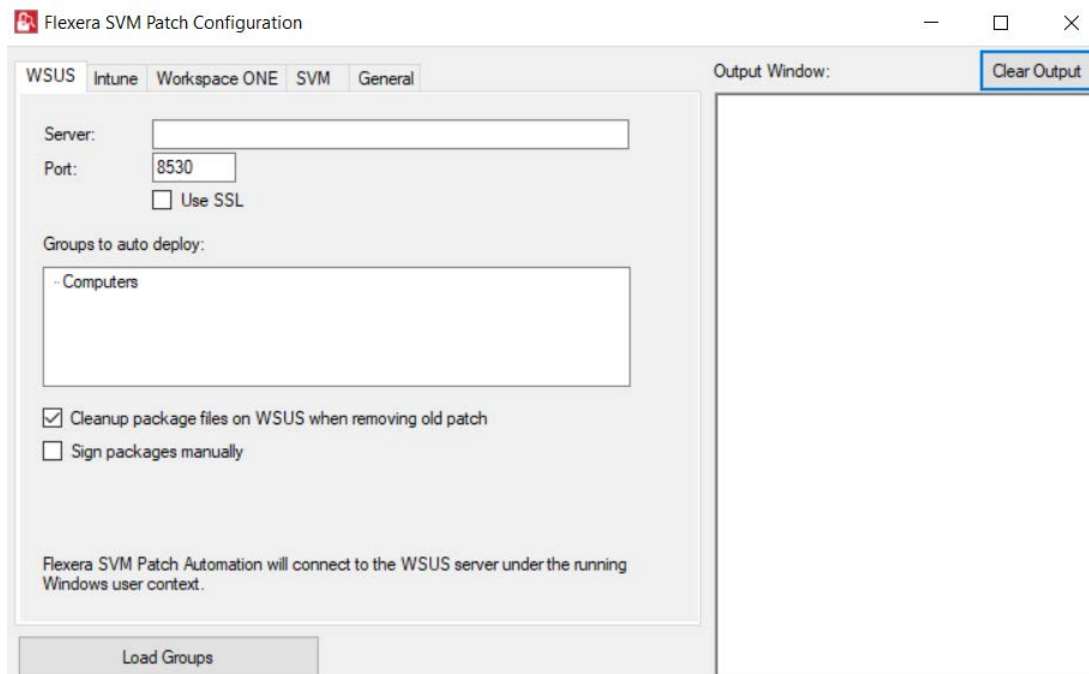 Flexera SVM Patch Configuration
WSUS Intune Workspace ONE SVM General
Output Window:
Clear Output
Server:
Port:
8530
Use SSL
Groups to auto deploy:
Computers
Cleanup package files on WSUS when removing old patch
Sign packages manually
Flexera SVM Patch Automation will connect to the WSUS server under the running
Windows user context.
Load Groups